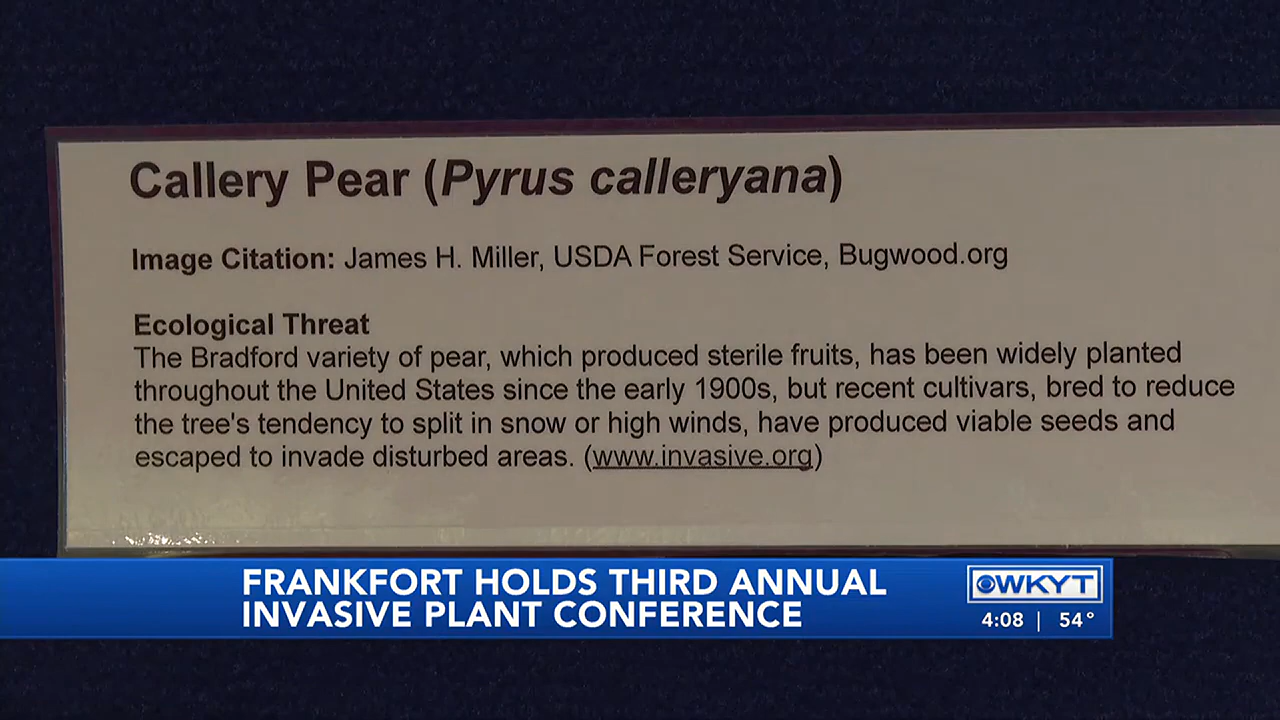 Callery Pear (Pyrus calleryana)
Image Citation: James H. Miller, USDA Forest Service, Bugwood.org
Ecological Threat
The Bradford variety of pear, which produced sterile fruits, has been widely planted
throughout the United States since the early 1900s, but recent cultivars, bred to reduce
the tree's tendency to split in snow or high winds, have produced viable seeds and
escaped to invade disturbed areas. (www.invasive.org)
FRANKFORT HOLDS THIRD ANNUAL
INVASIVE PLANT CONFERENCE
WKYT
4:08 | 54°